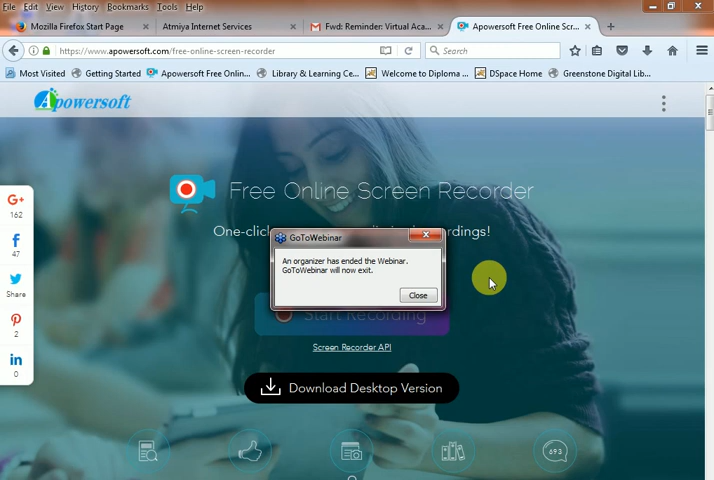 File Edit View History Bookmarks Tools Help
Mozilla Firefox Start Page × Atmiya Internet Services × Fwd: Reminder: Virtual Aca... × Apowersoft Free Online Scr... × +
https://www.apowersoft.com/free-online-screen-recorder Search
Most Visited Getting Started Apowersoft Free Onlin... Library & Learning Ce... Welcome to Diploma ... DSpace Home Greenstone Digital Lib...
Apowersoft
Free Online Screen Recorder
G+
162
47
Share
2
0
One-cl
dings!
GoToWebinar
An organizer has ended the Webinar.
GoToWebinar will now exit.
Close
Start Recording
Screen Recorder API
Download Desktop Version
693